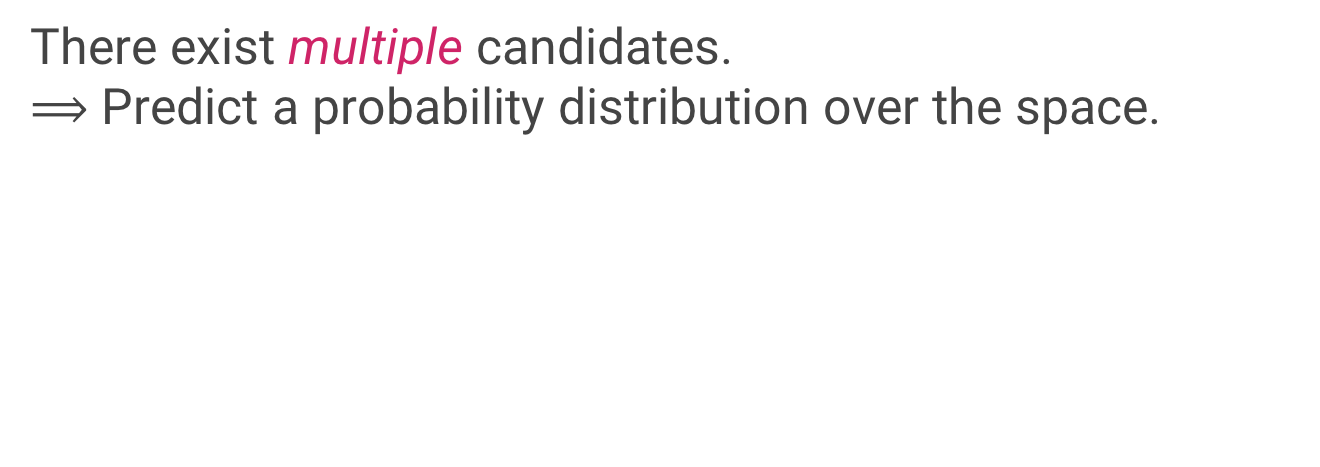 There exist multiple candidates.
⟹ Predict a probability distribution over the space.